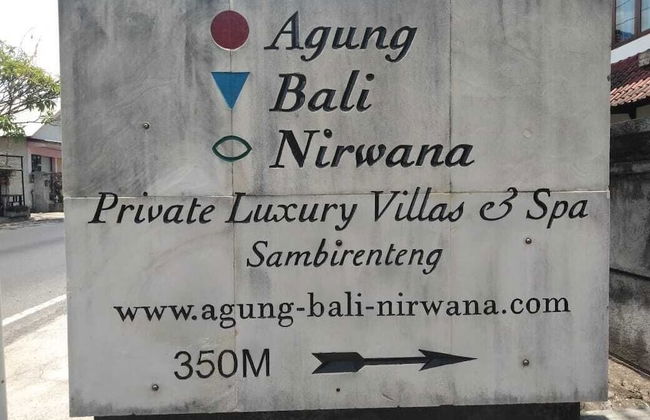 Agung
Bali
Nirwana
Private Luxury Villas & Spa
Sambirenteng
www.agung-bali-nirwana.com
350M